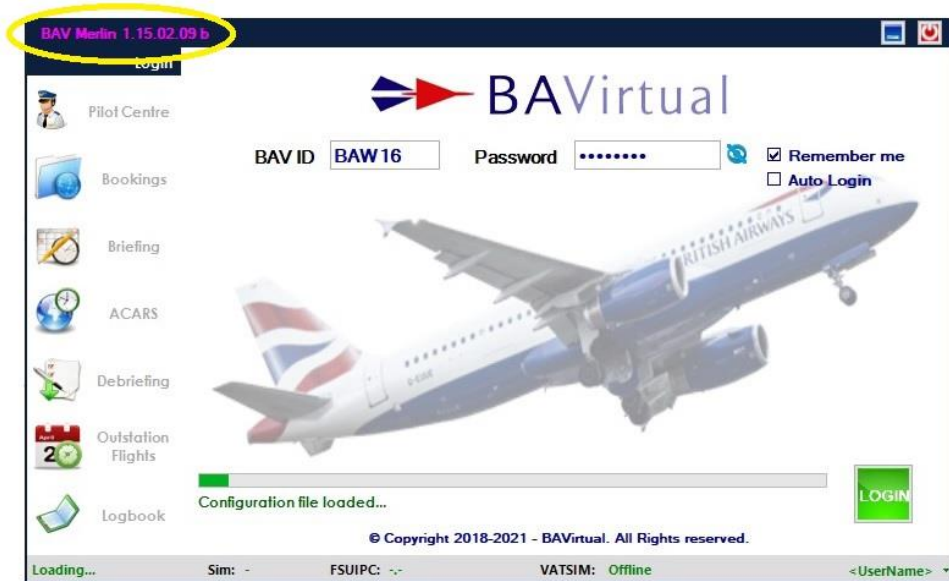 BAV Merlin 1.15.02.09 b
Login
BAVirtual
Pilot Centre
BAV ID BAW16 Password •••••••• Remember me
Auto Login
Bookings
Briefing
BRITISH AIRWAYS
ACARS
Debriefing
April
Outstation
Flights
Configuration file loaded...
LOGIN
Logbook
© Copyright 2018-2021 - BAVirtual. All Rights reserved.
Loading... Sim: - FSUIPC: -.- VATSIM: Offline <UserName>